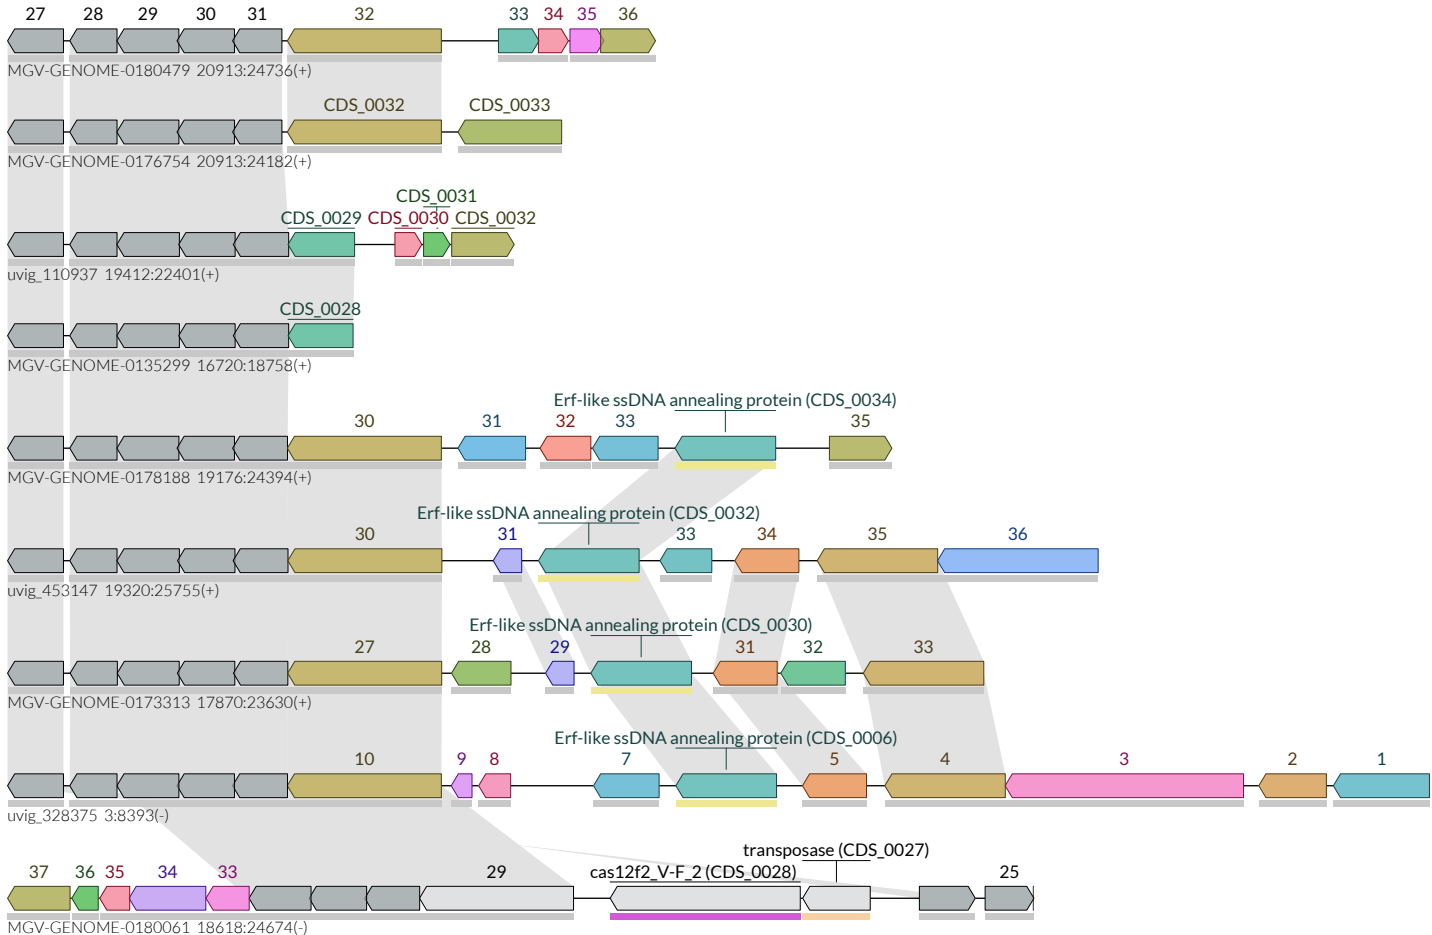 27 28 29 30 31 32 33 34 35 36
MGV-GENOME-0180479 20913:24736(+)
CDS_0032 CDS_0033
MGV-GENOME-0176754 20913:24182(+)
CDS_0031
CDS_0029 CDS_0030 CDS_0032
uvig_110937 19412:22401(+)
CDS_0028
MGV-GENOME-0135299 16720:18758(+)
Erf-like ssDNA annealing protein (CDS_0034)
30 31 32 33 35
MGV-GENOME-0178188 19176:24394(+)
Erf-like ssDNA annealing protein (CDS_0032)
30 31 33 34 35 36
uvig_453147 19320:25755(+)
Erf-like ssDNA annealing protein (CDS_0030)
27 28 29 31 32 33
MGV-GENOME-0173313 17870:23630(+)
Erf-like ssDNA annealing protein (CDS_0006)
10 9 8 7 5 4 3 2 1
uvig_328375 3:8393(-)
transposase (CDS_0027)
37 36 35 34 33 29 cas12f2_V-F_2 (CDS_0028) 25
MGV-GENOME-0180061 18618:24674(-)